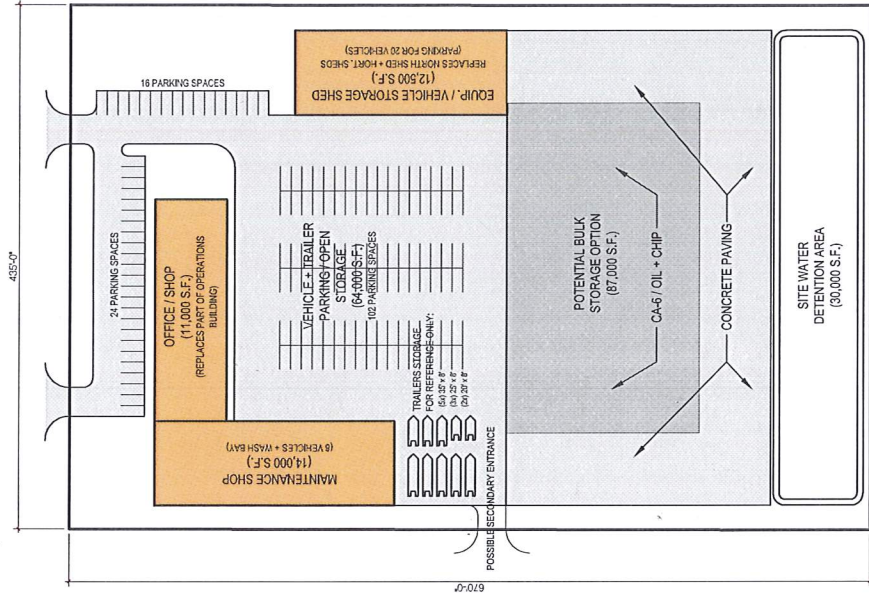 435'-0"
670'-0"
16 PARKING SPACES
24 PARKING SPACES
OFFICE / SHOP
(11,000 S.F.)
(REPLACES PART OF OPERATIONS
BUILDING)
EQUIP. / VEHICLE STORAGE SHED
(12,500 S.F.)
REPLACES NORTH SHED + HORT. SHEDS
(PARKING FOR 20 VEHICLES)
MAINTENANCE SHOP
(14,000 S.F.)
(8 VEHICLES + WASH BAY)
VEHICLE + TRAILER
PARKING / OPEN
STORAGE
(64,000 S.F.)
102 PARKING SPACES
TRAILERS STORAGE
FOR REFERENCE ONLY:
(5x) 35' x 8'
(3x) 25' x 8'
(2x) 20' x 8'
POSSIBLE SECONDARY ENTRANCE
POTENTIAL BULK
STORAGE OPTION
(87,000 S.F.)
CA-6 / OIL + CHIP
CONCRETE PAVING
SITE WATER
DETENTION AREA
(30,000 S.F.)